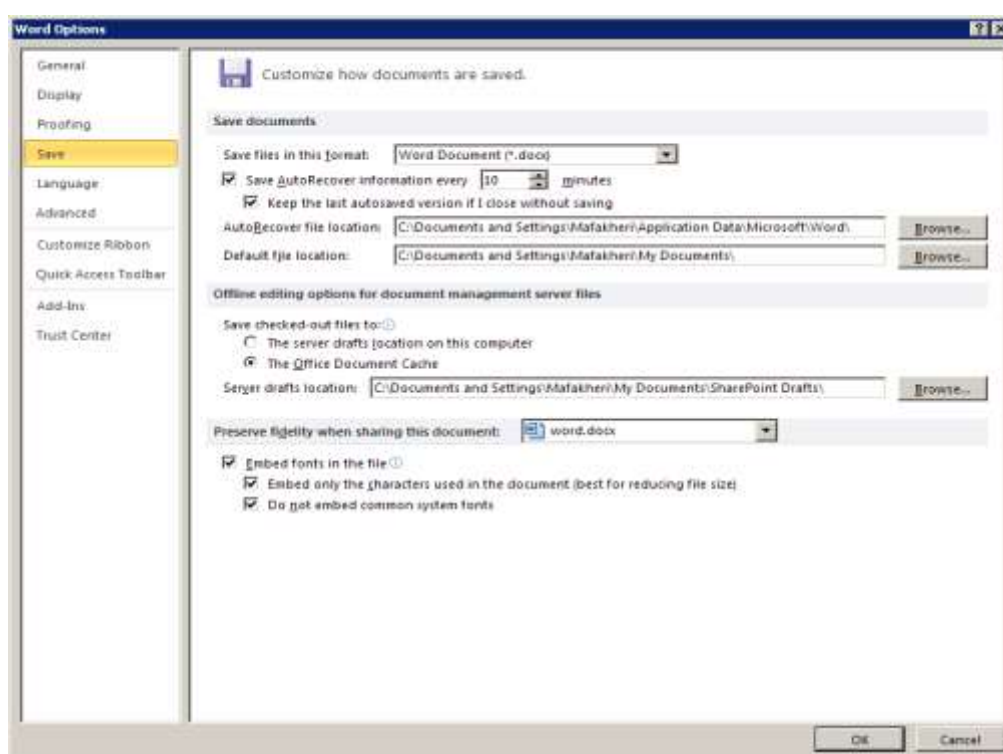 Word Options
General
Display
Proofing
Save
Language
Advanced
Customize Ribbon
Quick Access Toolbar
Add-Ins
Trust Center
Customize how documents are saved.
Save documents
Save files in this format: Word Document (*.docx)
Save AutoRecover information every 10 minutes
Keep the last autosaved version if I close without saving
AutoRecover file location: C:\Documents and Settings\Mafakheri\Application Data\Microsoft\Word\ Browse...
Default file location: C:\Documents and Settings\Mafakheri\My Documents\ Browse...
Offline editing options for document management server files
Save checked-out files to:
The server drafts location on this computer
The Office Document Cache
Server drafts location: C:\Documents and Settings\Mafakheri\My Documents\SharePoint Drafts\ Browse...
Preserve fidelity when sharing this document: word.docx
Embed fonts in the file
Embed only the characters used in the document (best for reducing file size)
Do not embed common system fonts
OK Cancel